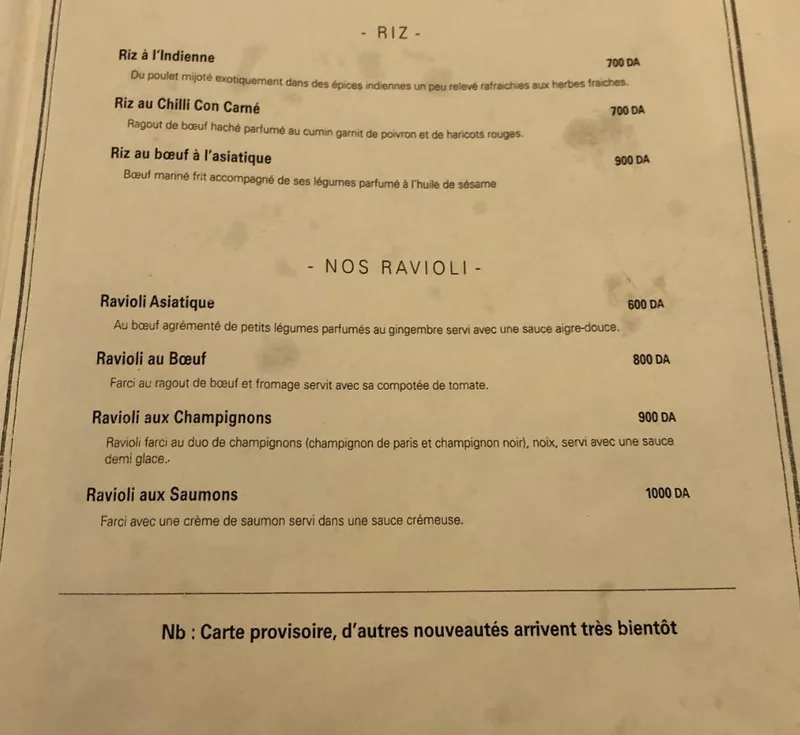 - RIZ -
Riz à l'Indienne 700 DA
Du poulet mijoté exotiquement dans des épices indiennes un peu relevé rafraichies aux herbes fraiches.
Riz au Chilli Con Carné 700 DA
Ragout de bœuf haché parfumé au cumin garnit de poivron et de haricots rouges.
Riz au bœuf à l'asiatique 900 DA
Bœuf mariné frit accompagné de ses légumes parfumé à l'huile de sésame
- NOS RAVIOLI -
Ravioli Asiatique 600 DA
Au bœuf agrémenté de petits légumes parfumés au gingembre servi avec une sauce aigre-douce.
Ravioli au Bœuf 800 DA
Farci au ragout de bœuf et fromage servit avec sa compotée de tomate.
Ravioli aux Champignons 900 DA
Ravioli farci au duo de champignons (champignon de paris et champignon noir), noix, servi avec une sauce
demi glace..
Ravioli aux Saumons 1000 DA
Farci avec une crème de saumon servi dans une sauce crémeuse.
Nb : Carte provisoire, d'autres nouveautés arrivent très bientôt